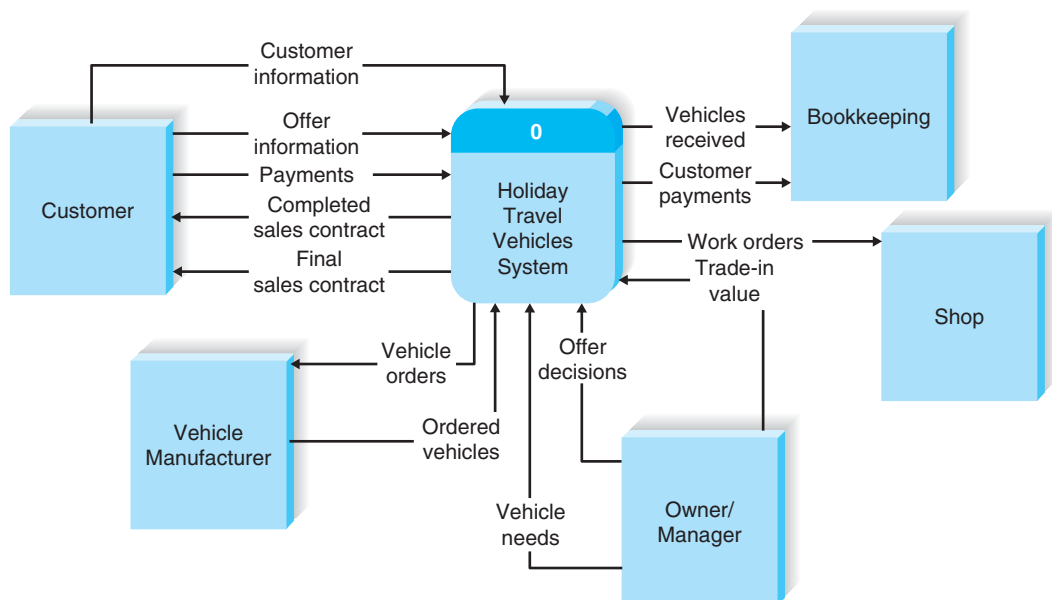 Customer
information
Offer
information
Payments
Completed
sales contract
Final
sales contract
Customer
0
Holiday
Travel
Vehicles
System
Vehicles
received
Customer
payments
Bookkeeping
Work orders
Trade-in
value
Shop
Vehicle
orders
Ordered
vehicles
Vehicle
Manufacturer
Offer
decisions
Vehicle
needs
Owner/
Manager